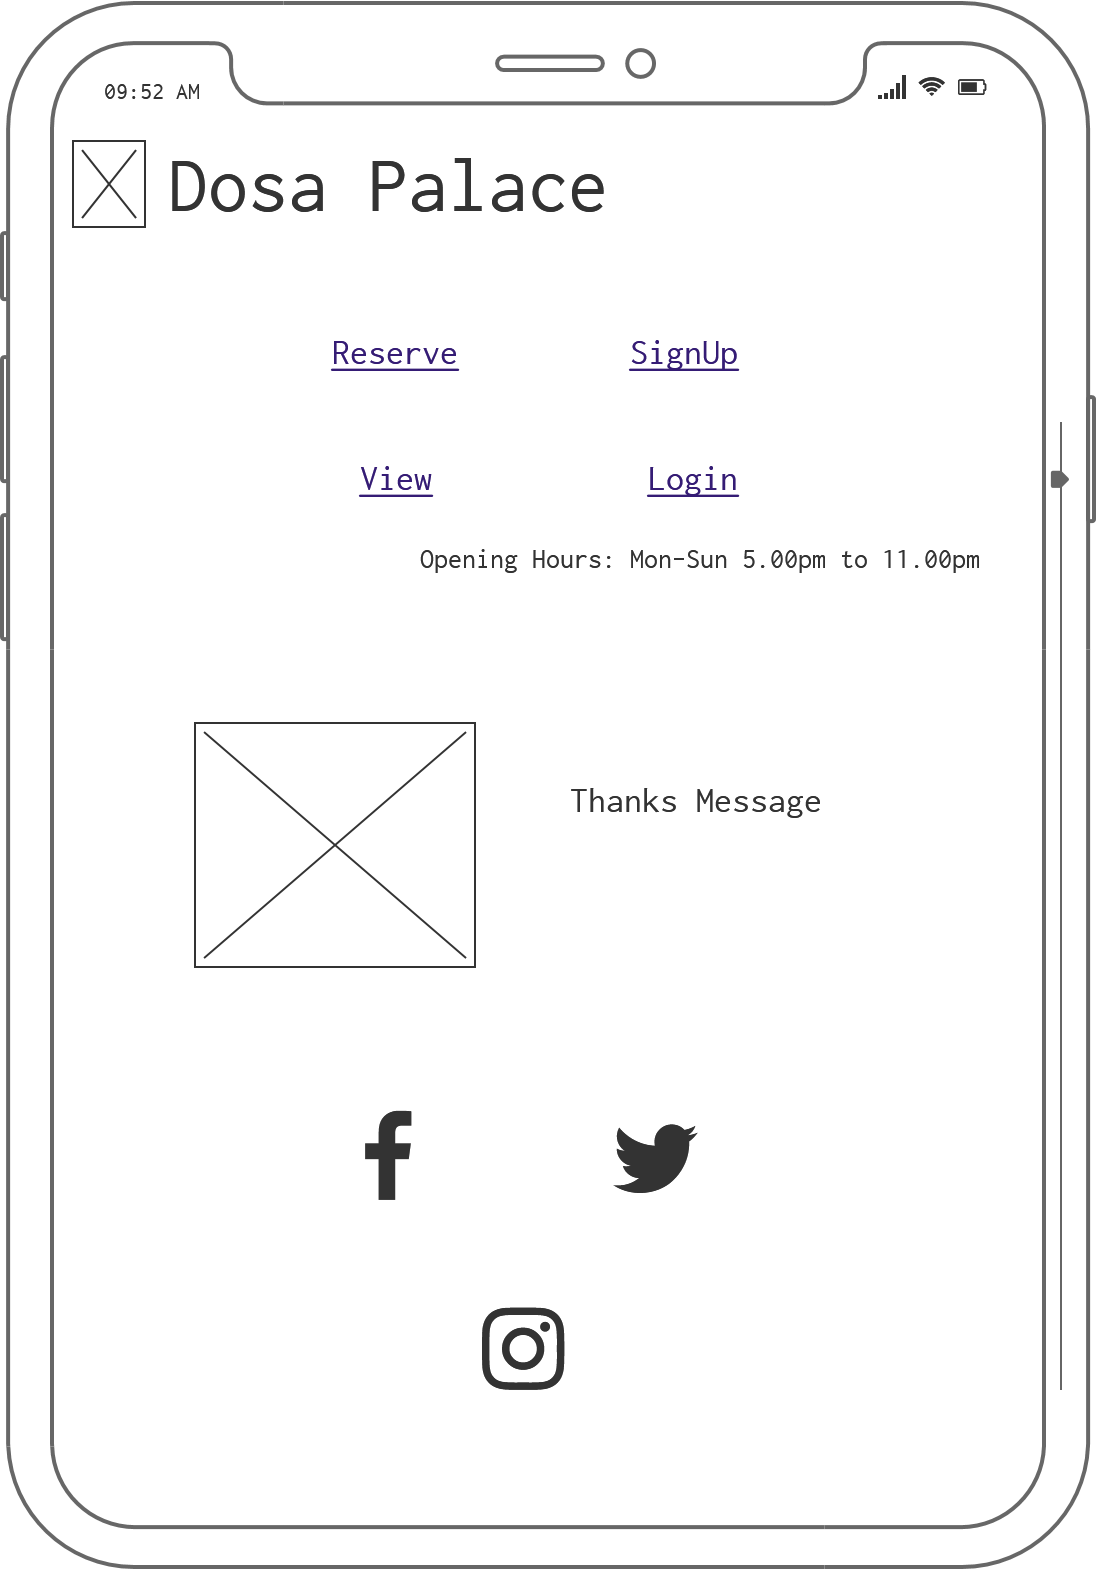 09:52 AM
Dosa Palace
Reserve SignUp
View Login
Opening Hours: Mon-Sun 5.00pm to 11.00pm
Thanks Message